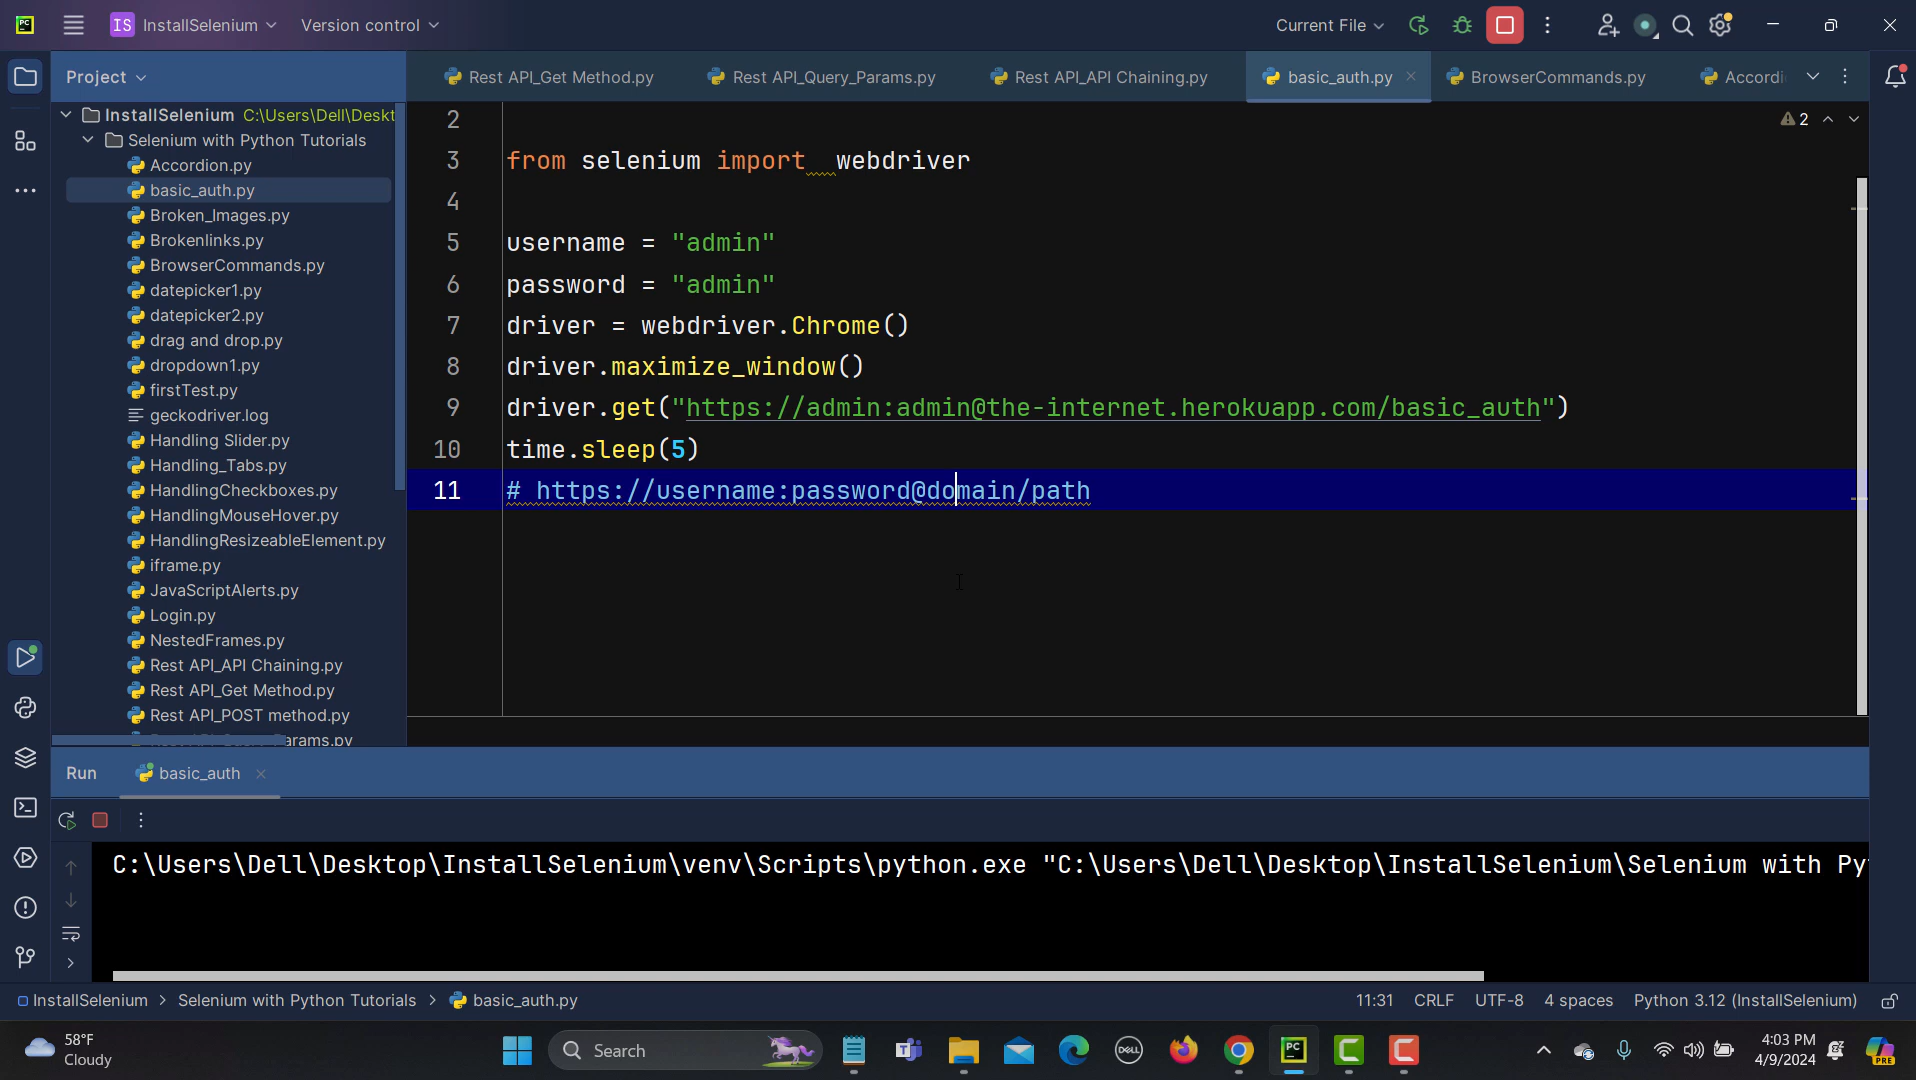 PC
IS InstallSelenium Version control Current File
Project
Rest API_Get Method.py Rest API_Query_Params.py Rest API_API Chaining.py basic_auth.py BrowserCommands.py Accordi
InstallSelenium C:\Users\Dell\Deskt
Selenium with Python Tutorials
Accordion.py
basic_auth.py
Broken_Images.py
Brokenlinks.py
BrowserCommands.py
datepicker1.py
datepicker2.py
drag and drop.py
dropdown1.py
firstTest.py
geckodriver.log
Handling Slider.py
Handling_Tabs.py
HandlingCheckboxes.py
HandlingMouseHover.py
HandlingResizeableElement.py
iframe.py
JavaScriptAlerts.py
Login.py
NestedFrames.py
Rest API_API Chaining.py
Rest API_Get Method.py
Rest API_POST method.py
2
2
3 from selenium import  webdriver
4
5 username = "admin"
6 password = "admin"
7 driver = webdriver.Chrome()
8 driver.maximize_window()
9 driver.get("https://admin:admin@the-internet.herokuapp.com/basic_auth")
10 time.sleep(5)
11 # https://username:password@domain/path
Run basic_auth
C:\Users\Dell\Desktop\InstallSelenium\venv\Scripts\python.exe "C:\Users\Dell\Desktop\InstallSelenium\Selenium with Py
InstallSelenium > Selenium with Python Tutorials > basic_auth.py 11:31 CRLF UTF-8 4 spaces Python 3.12 (InstallSelenium)
58°F
Cloudy
Search
DELL
PC
4:03 PM
4/9/2024
PRE